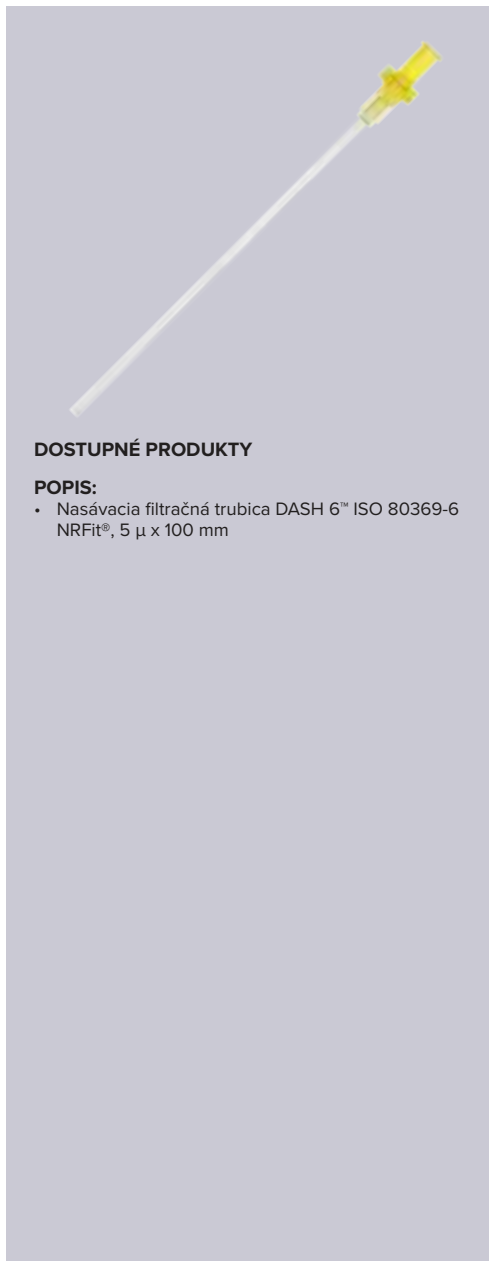 DOSTUPNÉ PRODUKTY
POPIS:
• Nasávacia filtračná trubica DASH 6™ ISO 80369-6
NRFit®, 5 µ x 100 mm